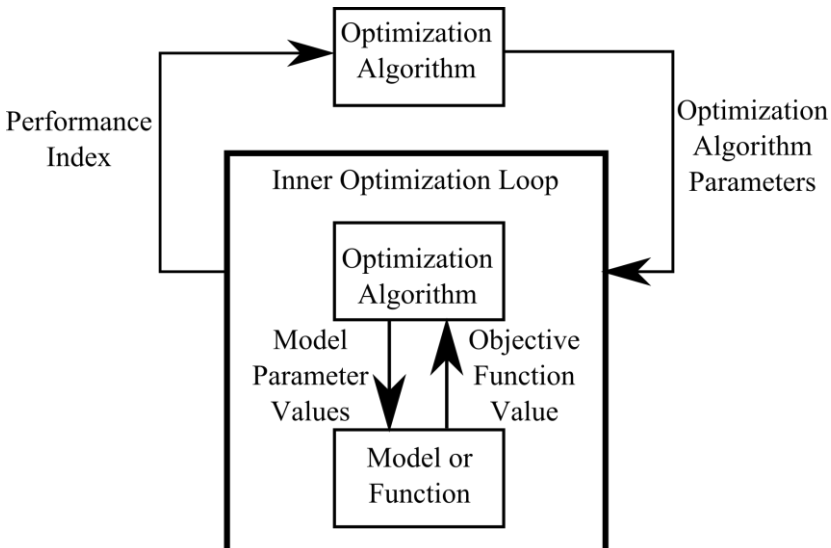 Optimization
Algorithm
Performance
Index
Optimization
Algorithm
Parameters
Inner Optimization Loop
Optimization
Algorithm
Model
Parameter
Values
Objective
Function
Value
Model or
Function